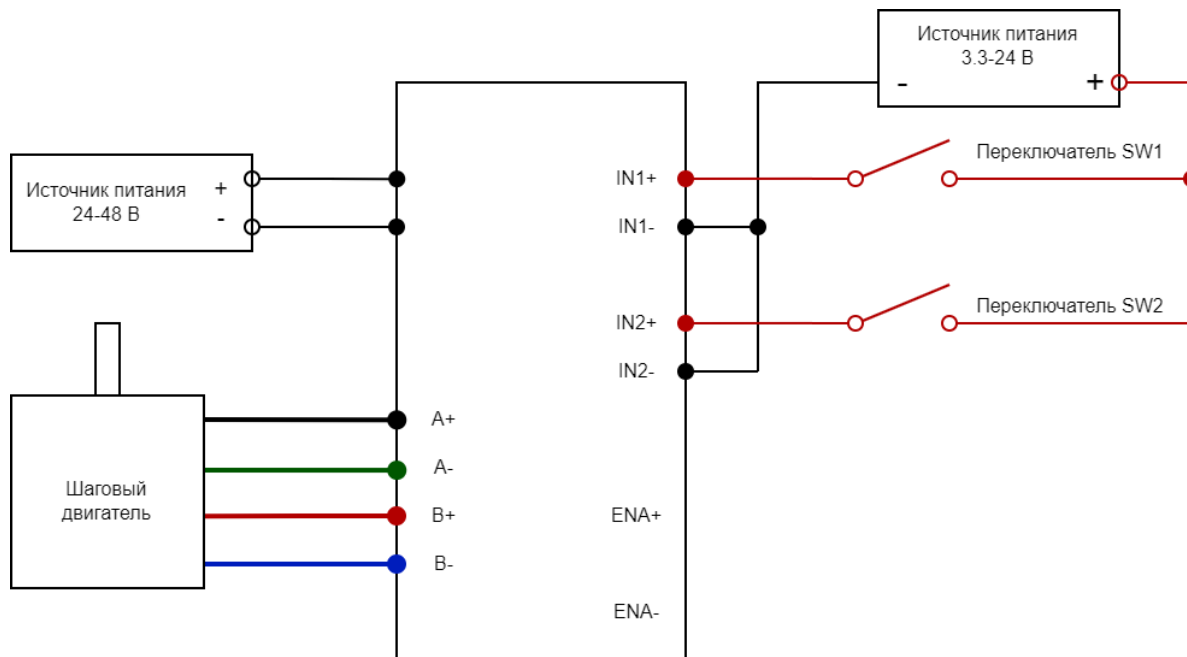 Источник питания
3.3-24 В
-
+
Источник питания
24-48 В
+
-
IN1+
Переключатель SW1
IN1-
IN2+
Переключатель SW2
IN2-
A+
A-
Шаговый
двигатель
B+
ENA+
B-
ENA-